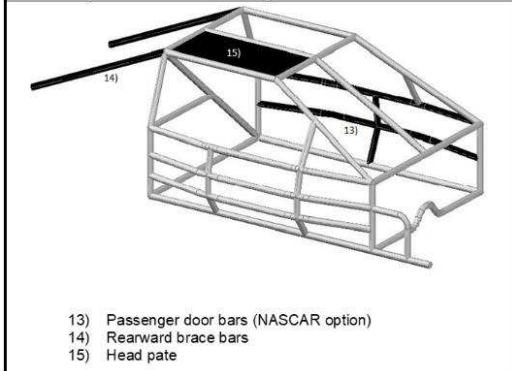 15)
14)
13)
13) Passenger door bars (NASCAR option)
14) Rearward brace bars
15) Head pate